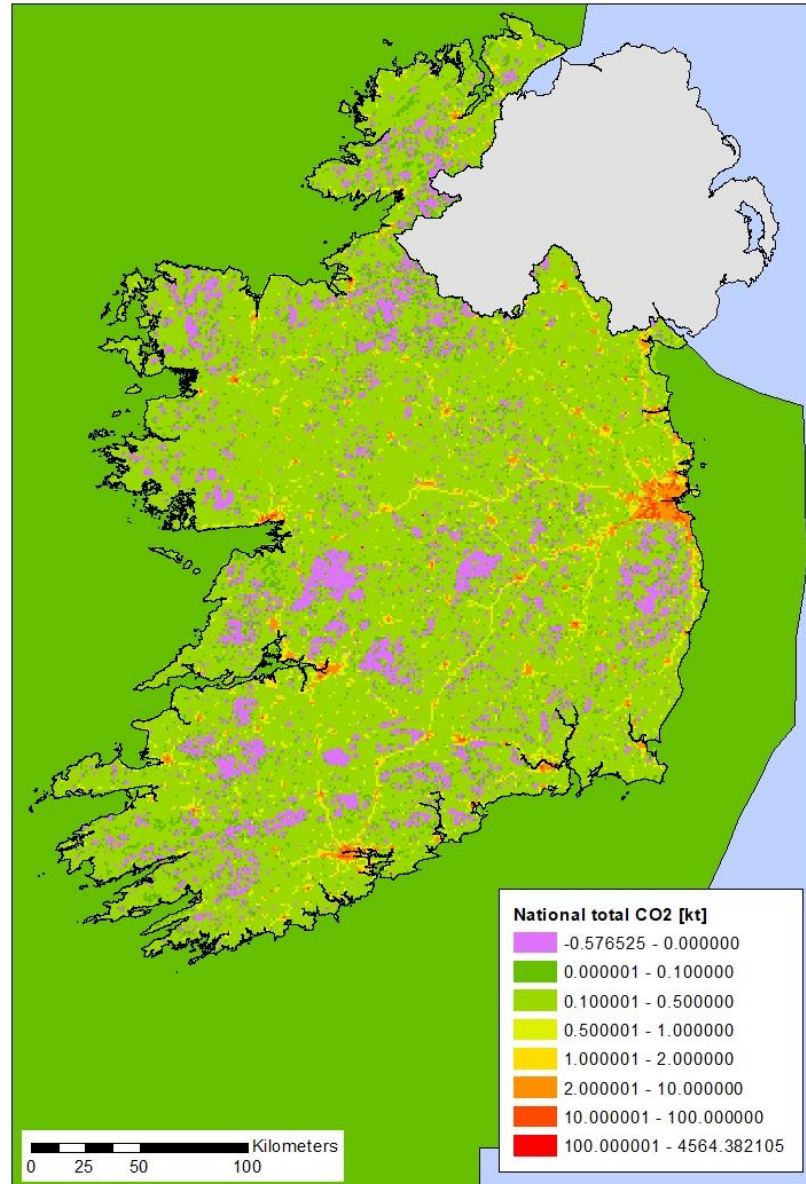 National total CO2 [kt]
-0.576525 - 0.000000
0.000001 - 0.100000
0.100001 - 0.500000
0.500001 - 1.000000
1.000001 - 2.000000
2.000001 - 10.000000
10.000001 - 100.000000
100.000001 - 4564.382105
Kilometers
0 25 50 100